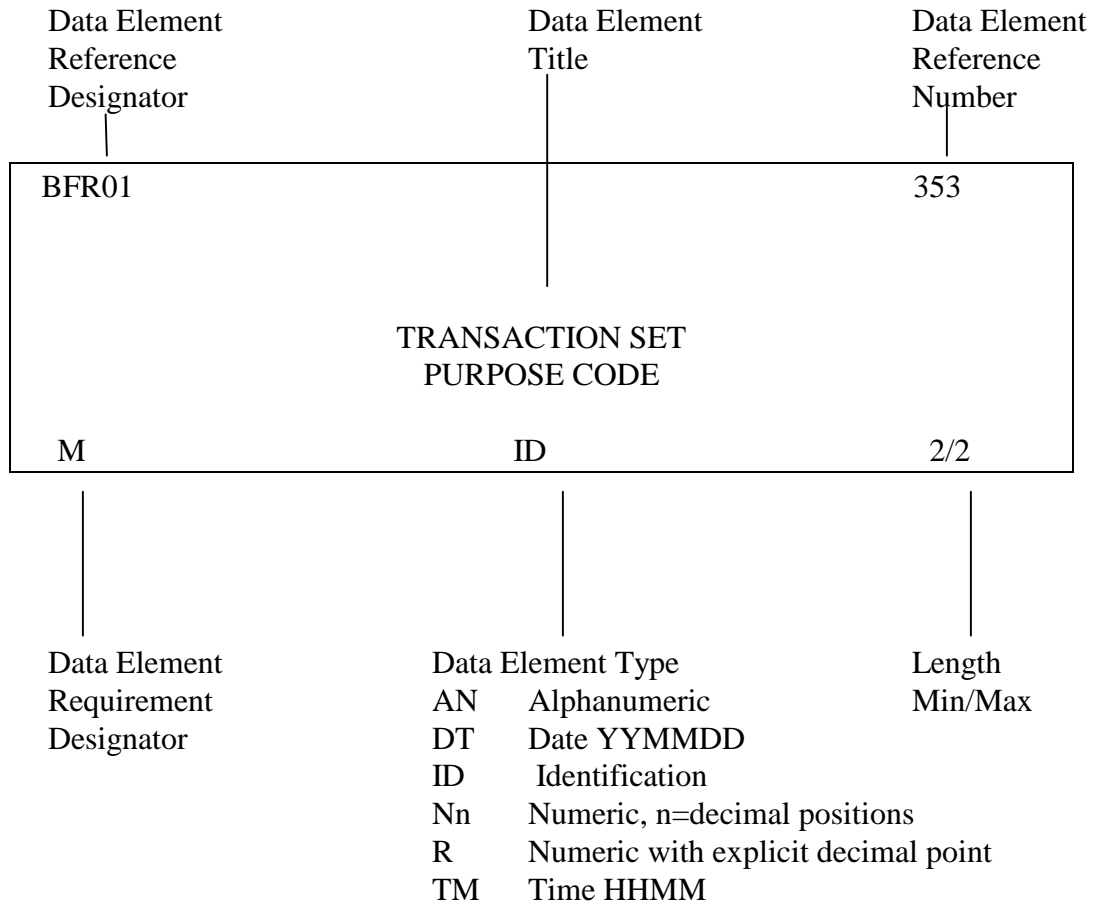 Data Element Reference Designator
Data Element Title
Data Element Reference Number
BFR01 353
TRANSACTION SET
PURPOSE CODE
M ID 2/2
Data Element
Requirement
Designator
Data Element Type
AN Alphanumeric
DT Date YYMMDD
ID Identification
Nn Numeric, n=decimal positions
R Numeric with explicit decimal point
TM Time HHMM
Length
Min/Max